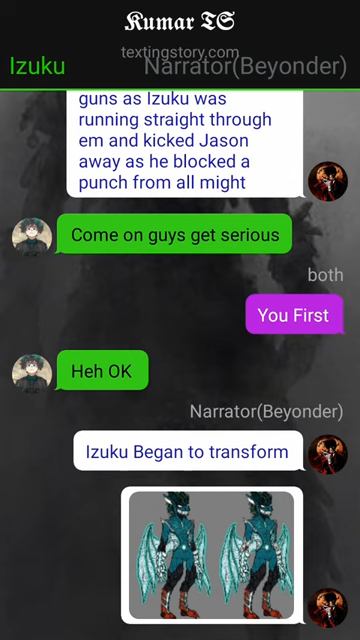 Kumar TS
textingstory.com
Izuku Narrator(Beyonder)
guns as Izuku was
running straight through
em and kicked Jason
away as he blocked a
punch from all might
Come on guys get serious
both
You First
Heh OK
Narrator(Beyonder)
Izuku Began to transform